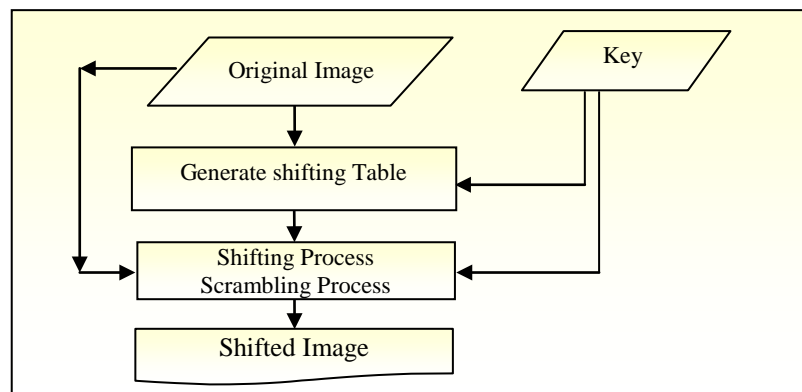 Original Image
Key
Generate shifting Table
Shifting Process
Scrambling Process
Shifted Image